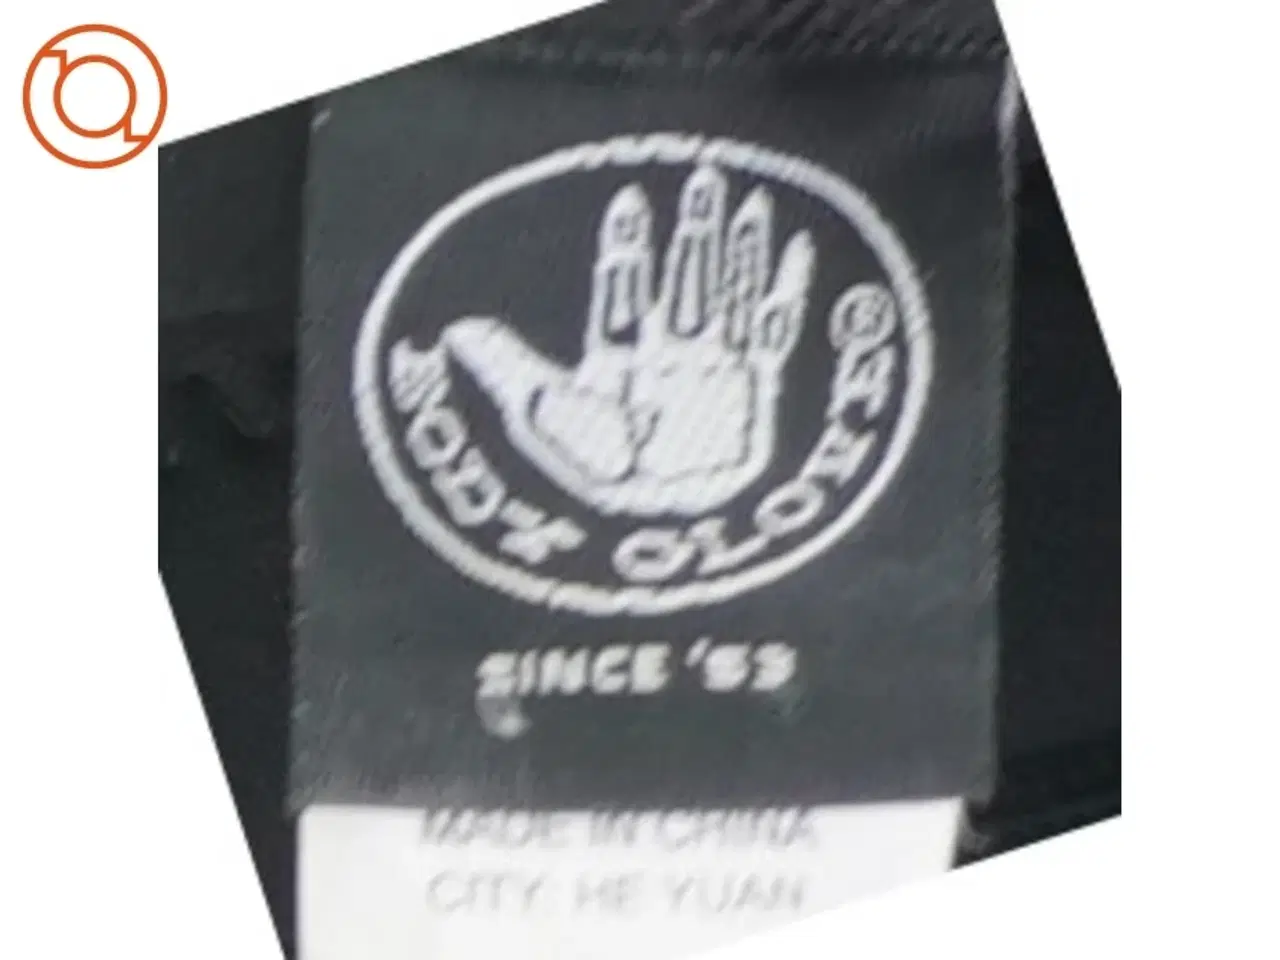 BODY GLOVE®
SINCE '53
MADE IN CHINA
CITY: HE YUAN